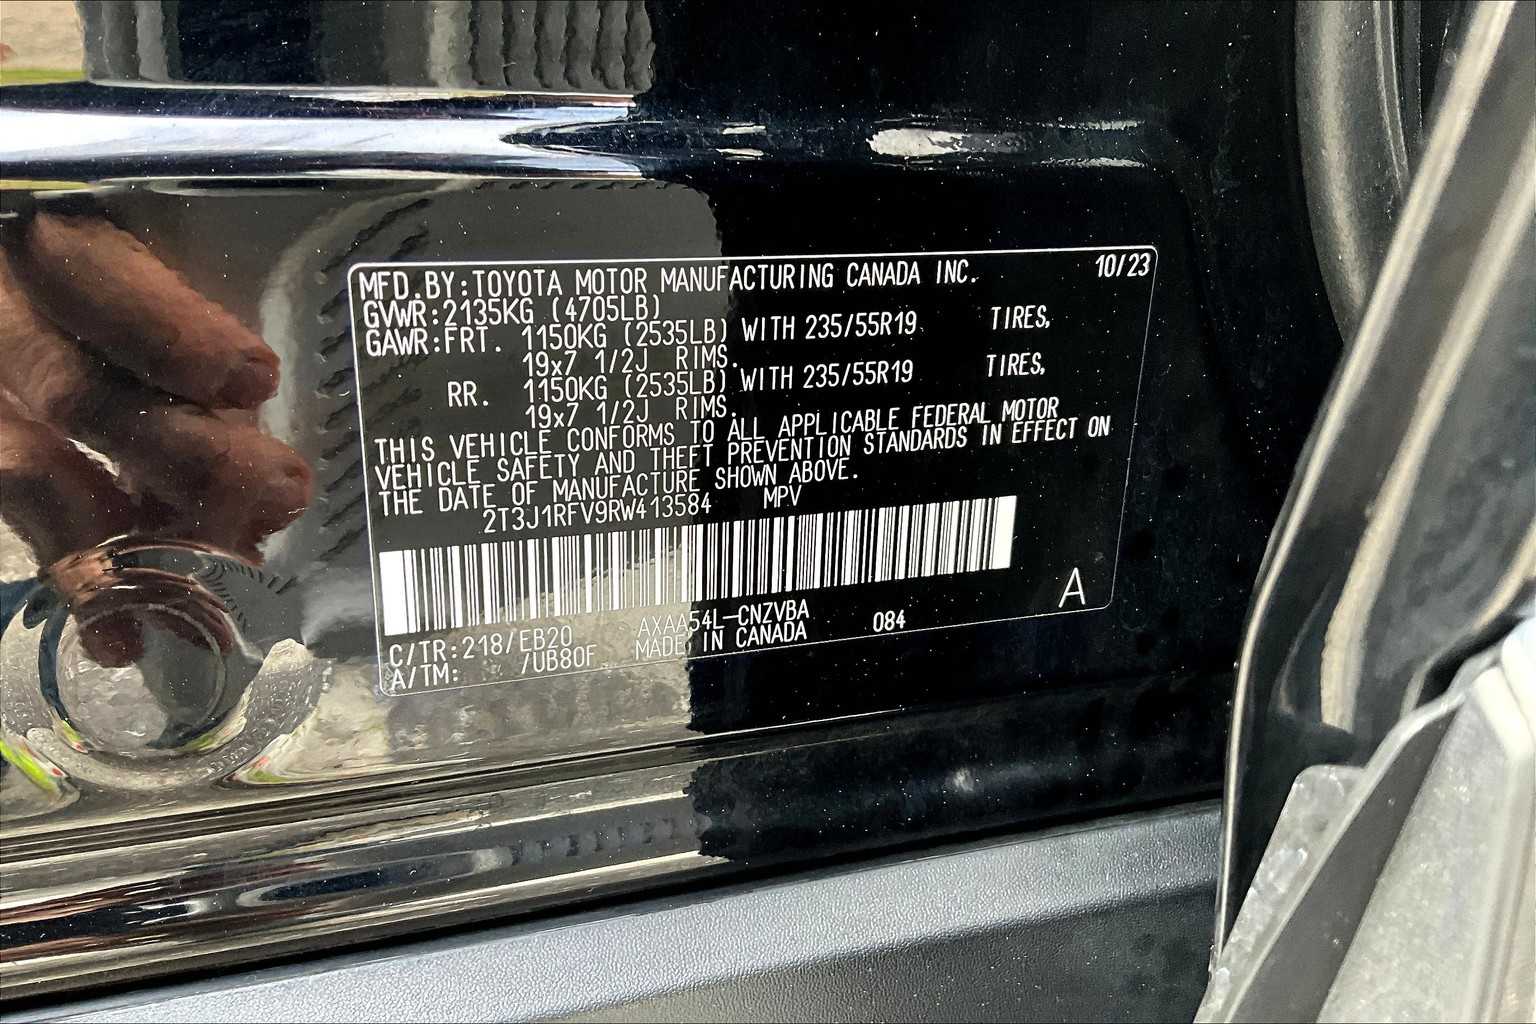 MFD.BY:TOYOTA MOTOR MANUFACTURING CANADA INC. 10/23
GVWR:2135KG (4705LB)
GAWR:FRT. 1150KG (2535LB) WITH 235/55R19 TIRES,
19x7 1/2J RIMS.
RR. 1150KG (2535LB) WITH 235/55R19 TIRES,
19x7 1/2J RIMS.
THIS VEHICLE CONFORMS TO ALL APPLICABLE FEDERAL MOTOR
VEHICLE SAFETY AND THEFT PREVENTION STANDARDS IN EFFECT ON
THE DATE OF MANUFACTURE SHOWN ABOVE.
2T3J1RFV9RW413584 MPV
C/TR:218/EB20 AXAA54L-CNZVBA 084 A
A/TM: /UB80F MADE IN CANADA